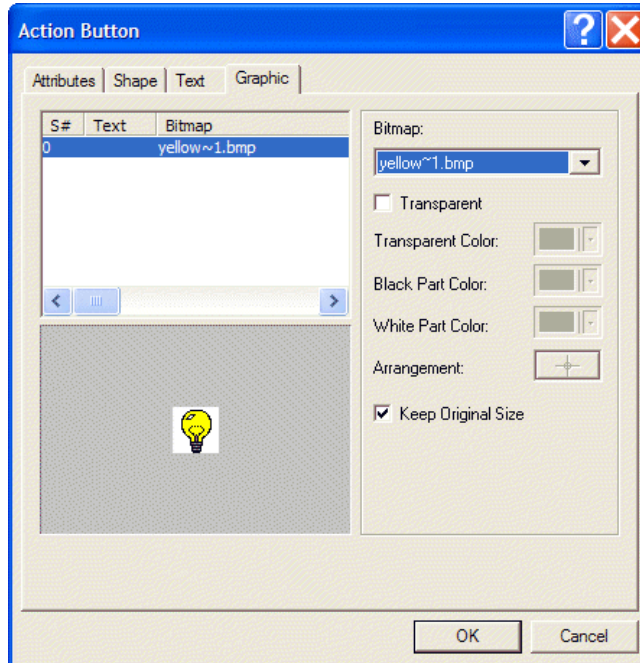 Action Button
Attributes Shape Text Graphic
S# Text Bitmap
0 yellow~1.bmp
Bitmap:
yellow~1.bmp
Transparent
Transparent Color:
Black Part Color:
White Part Color:
Arrangement:
Keep Original Size
OK Cancel